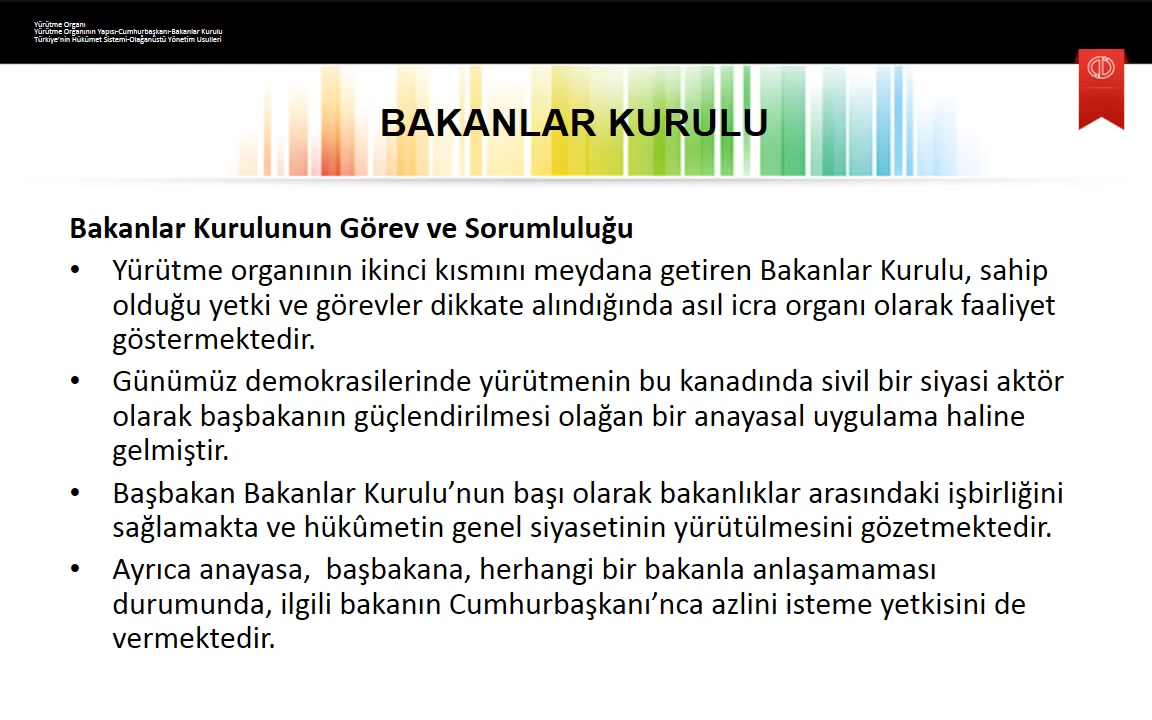 Yürütme Organı
Yürütme Organının Yapısı-Cumhurbaşkanı-Bakanlar Kurulu
Türkiye'nin Hükümet Sistemi-Olağanüstü Yönetim Usulleri
BAKANLAR KURULU
Bakanlar Kurulunun Görev ve Sorumluluğu
• Yürütme organının ikinci kısmını meydana getiren Bakanlar Kurulu, sahip
olduğu yetki ve görevler dikkate alındığında asıl icra organı olarak faaliyet
göstermektedir.
• Günümüz demokrasilerinde yürütmenin bu kanadında sivil bir siyasi aktör
olarak başbakanın güçlendirilmesi olağan bir anayasal uygulama haline
gelmiştir.
• Başbakan Bakanlar Kurulu’nun başı olarak bakanlıklar arasındaki işbirliğini
sağlamakta ve hükûmetin genel siyasetinin yürütülmesini gözetmektedir.
• Ayrıca anayasa,  başbakana, herhangi bir bakanla anlaşamaması
durumunda, ilgili bakanın Cumhurbaşkanı’nca azlini isteme yetkisini de
vermektedir.